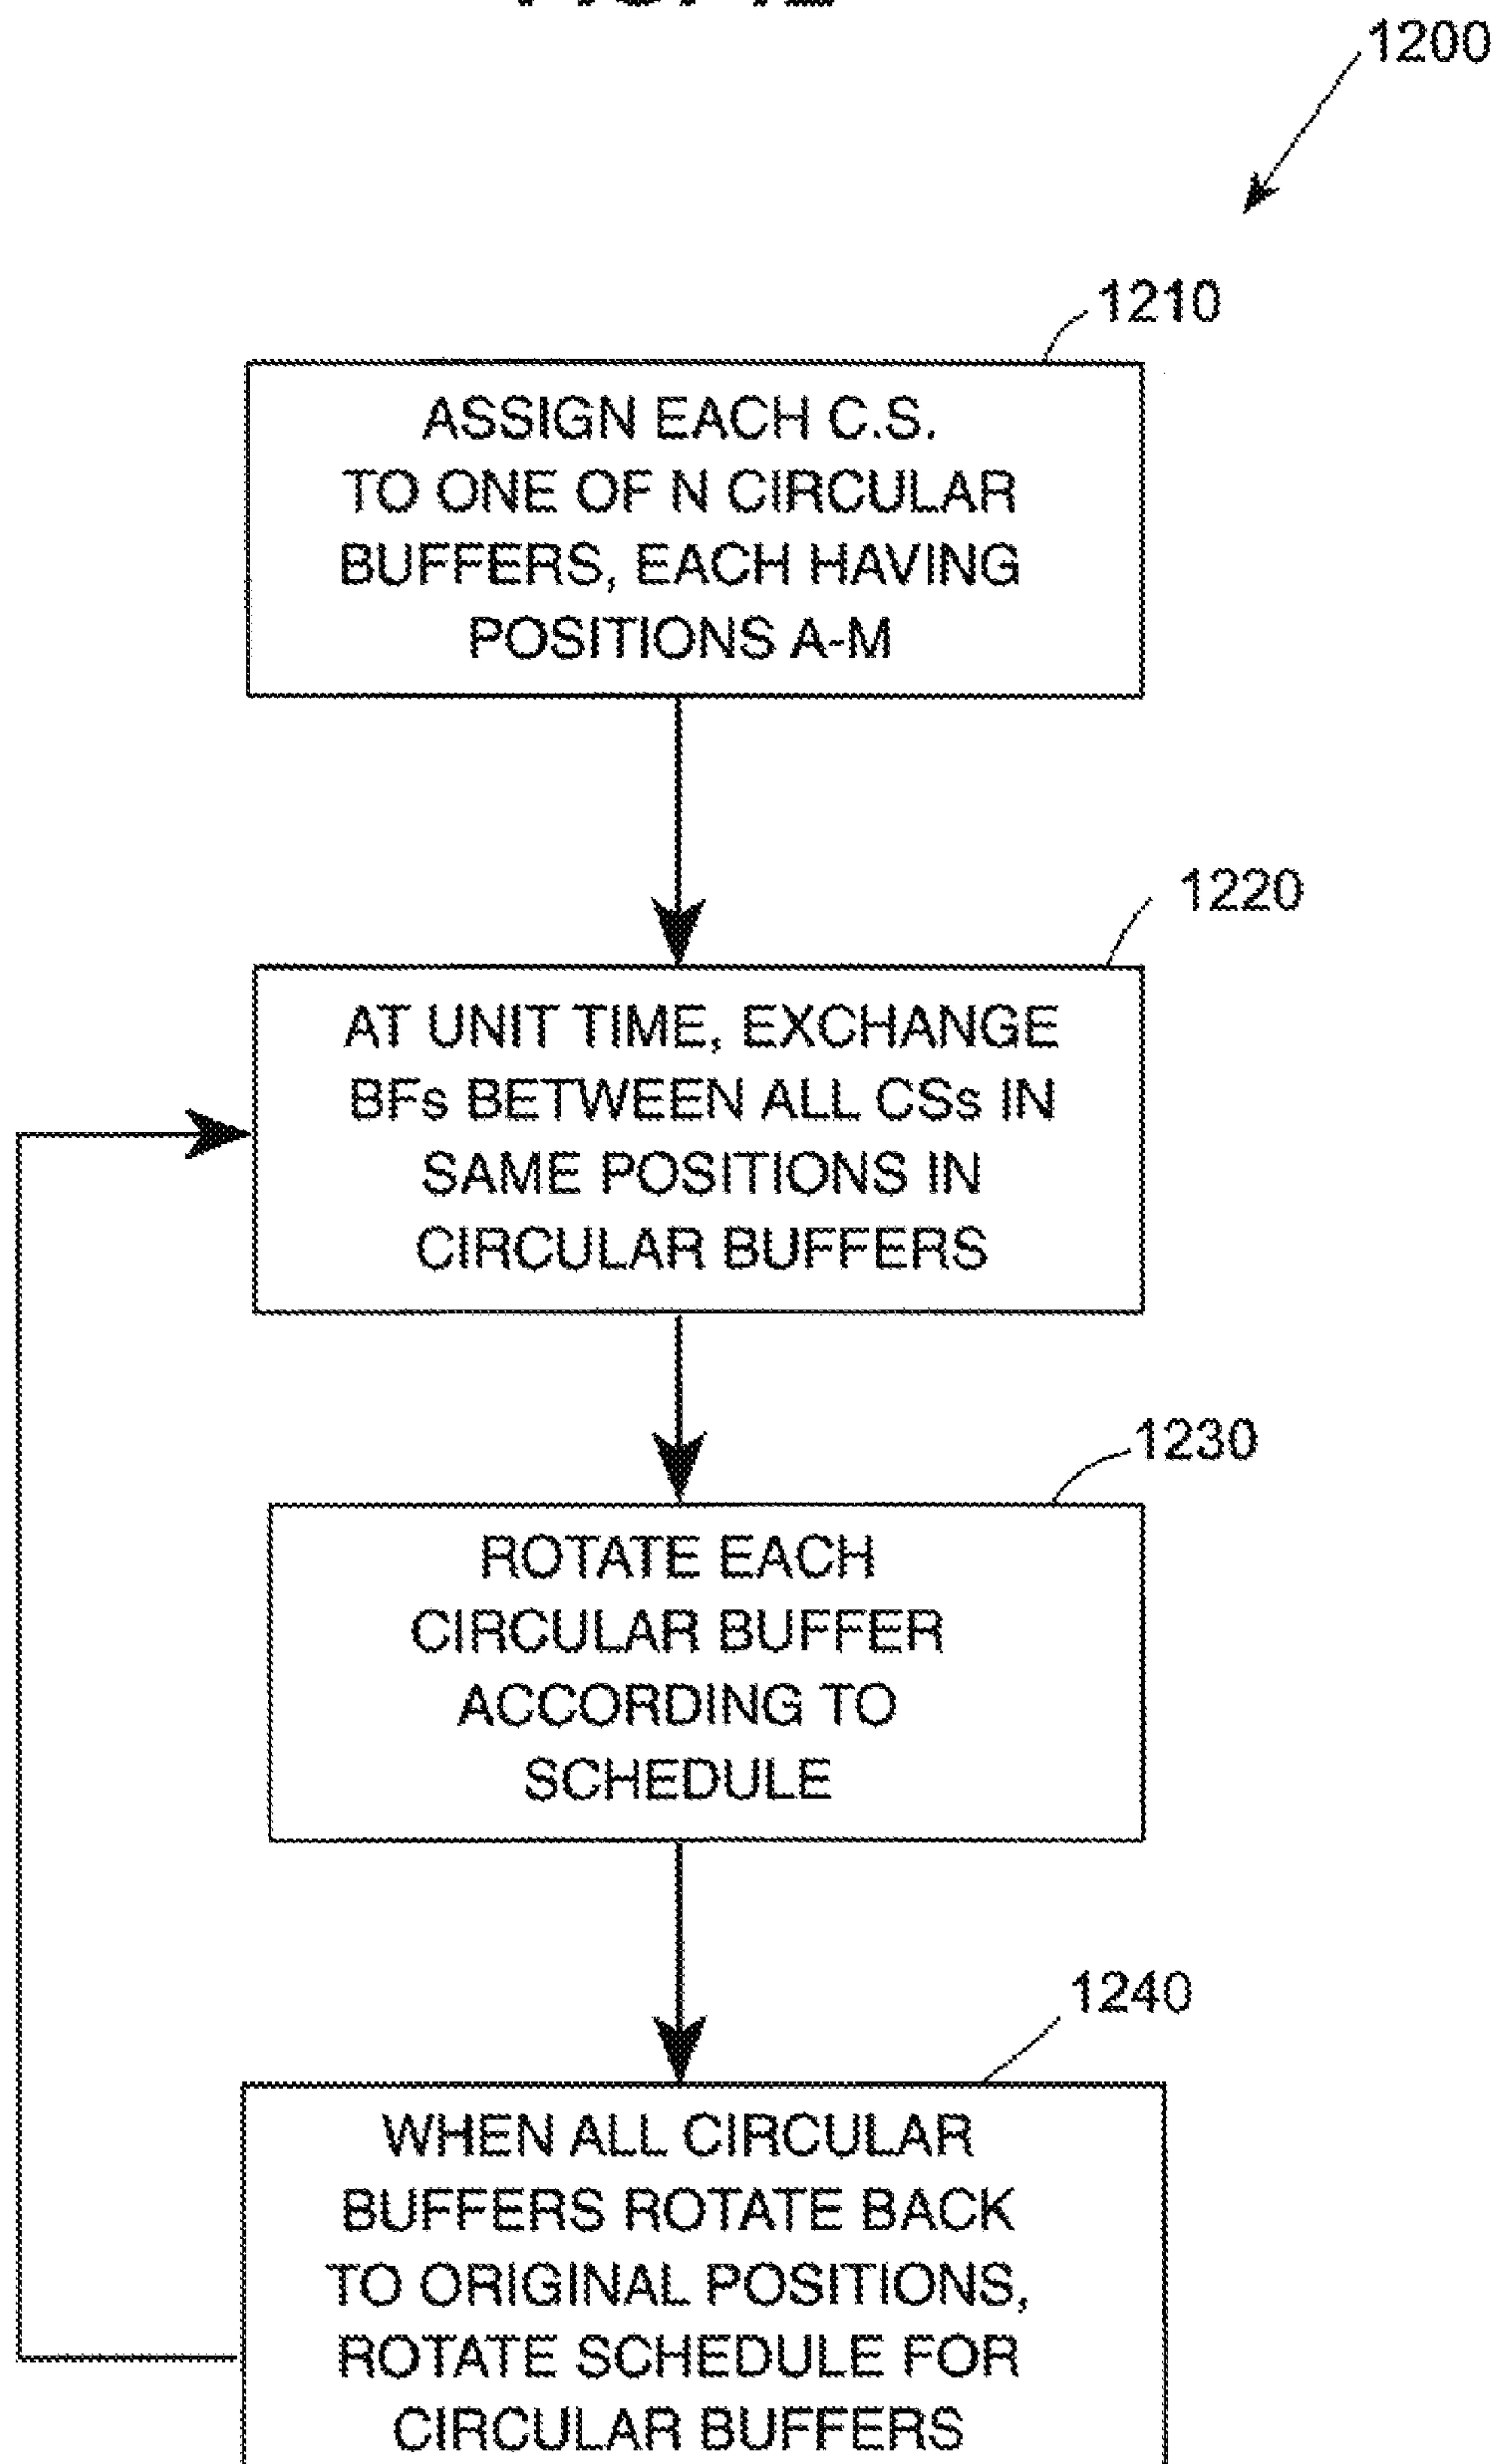 1200
1210
ASSIGN EACH C.S.
TO ONE OF N CIRCULAR
BUFFERS, EACH HAVING
POSITIONS A-M
1220
AT UNIT TIME, EXCHANGE
BFs BETWEEN ALL CSs IN
SAME POSITIONS IN
CIRCULAR BUFFERS
1230
ROTATE EACH
CIRCULAR BUFFER
ACCORDING TO
SCHEDULE
1240
WHEN ALL CIRCULAR
BUFFERS ROTATE BACK
TO ORIGINAL POSITIONS,
ROTATE SCHEDULE FOR
CIRCULAR BUFFERS